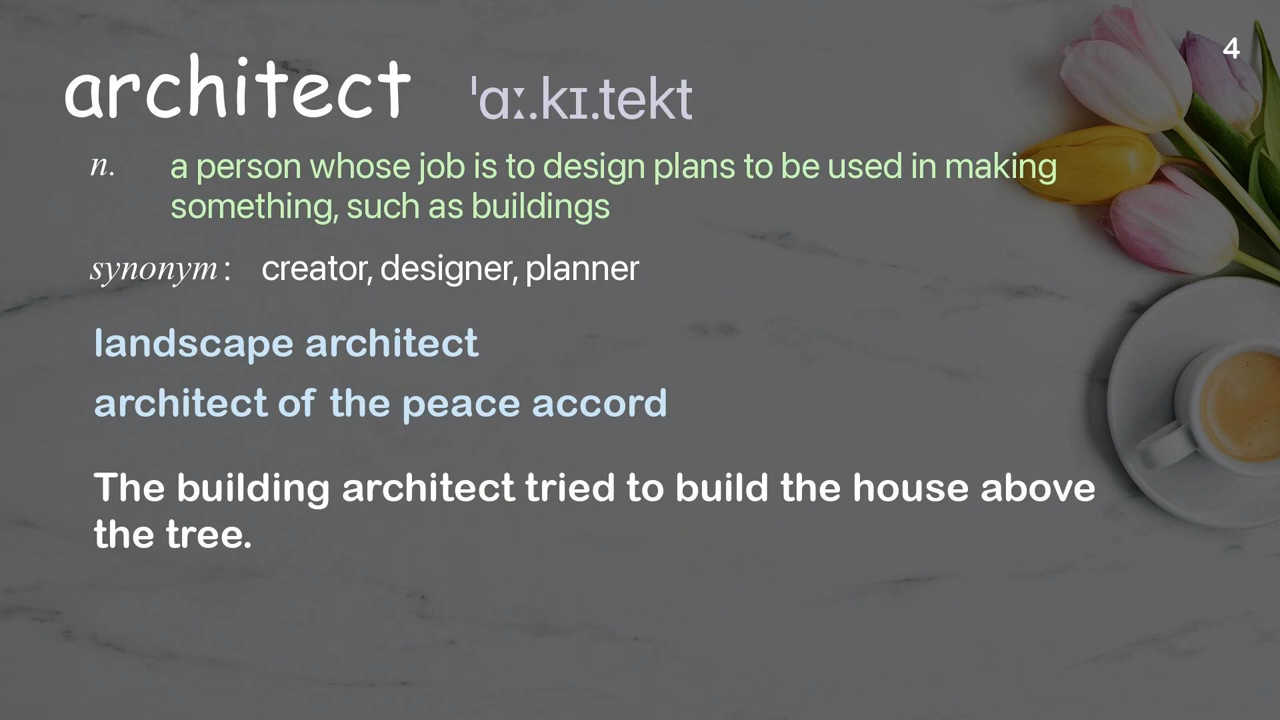 4
architect ˈɑː.kɪ.tekt
n. a person whose job is to design plans to be used in making
something, such as buildings
synonym: creator, designer, planner
landscape architect
architect of the peace accord
The building architect tried to build the house above
the tree.